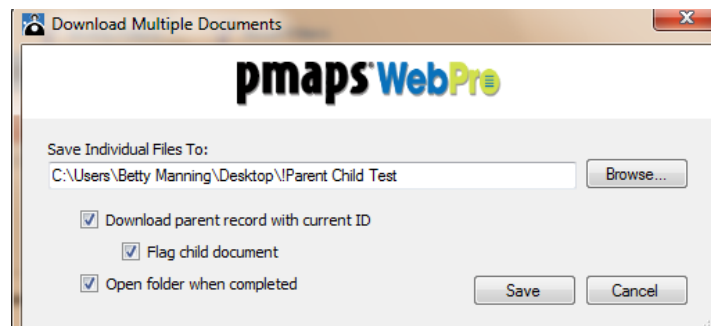 Download Multiple Documents
pmaps WebPro
Save Individual Files To:
C:\Users\Betty Manning\Desktop\!Parent Child Test
Browse...
Download parent record with current ID
Flag child document
Open folder when completed
Save
Cancel